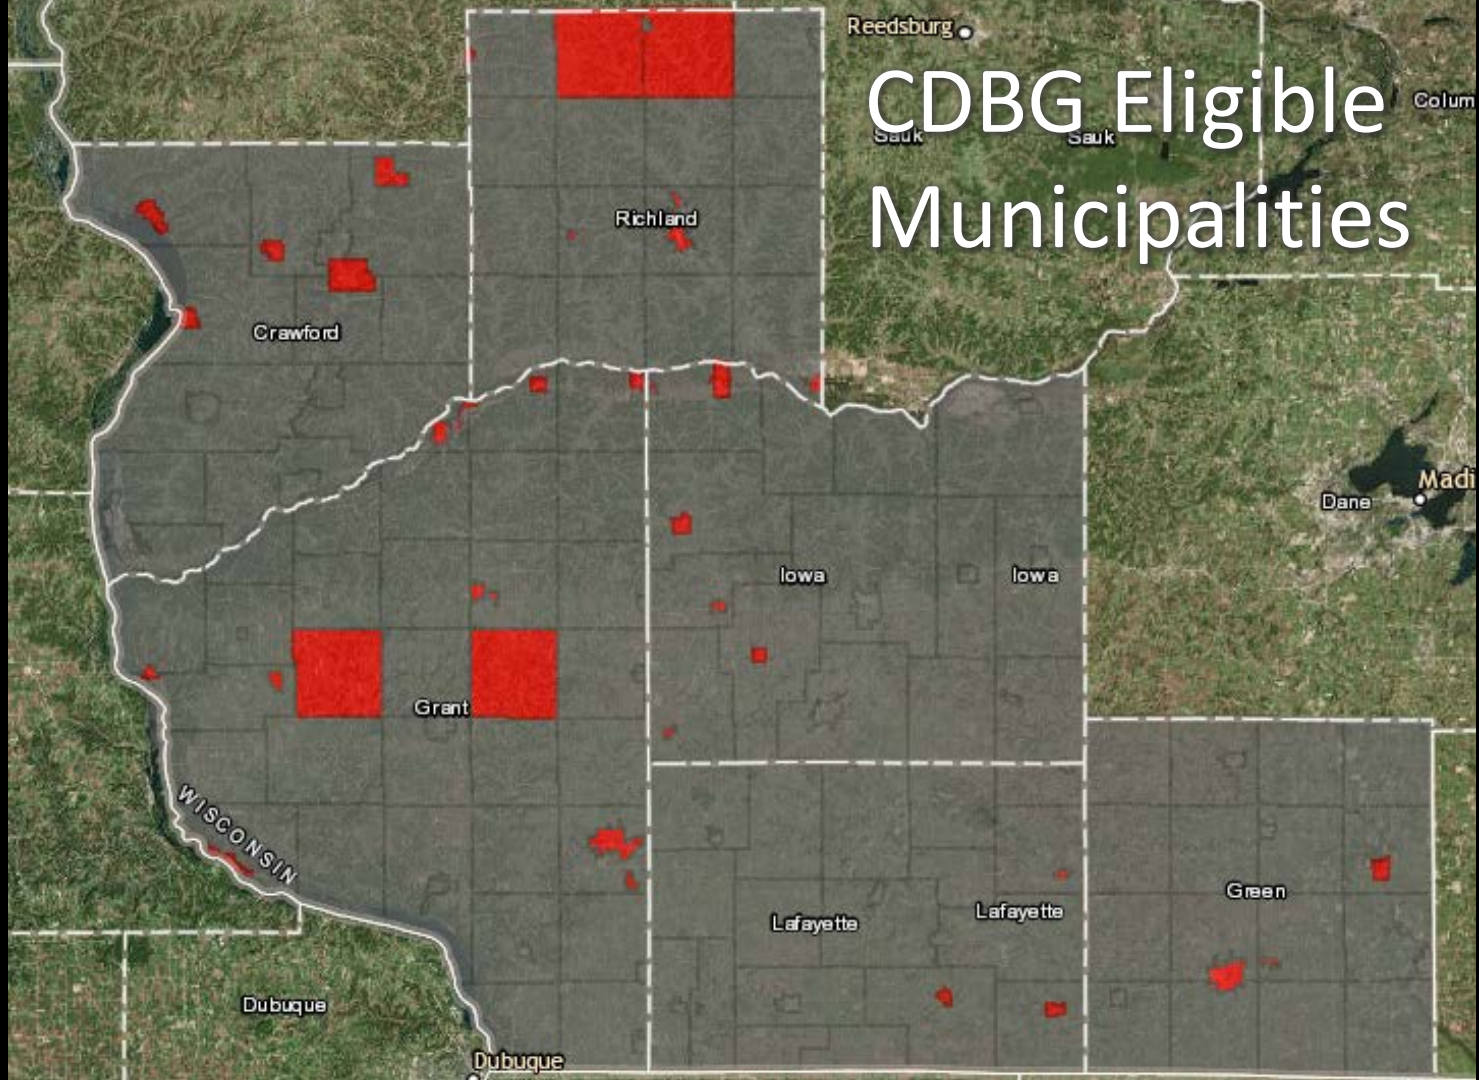 Reedsburg
CDBG Eligible
Municipalities
Colum
Sauk
Sauk
Richland
Crawford
Madi
Dane
Iowa
Iowa
Grant
WISCONSIN
Green
Lafayette
Lafayette
Dubuque
Dubuque